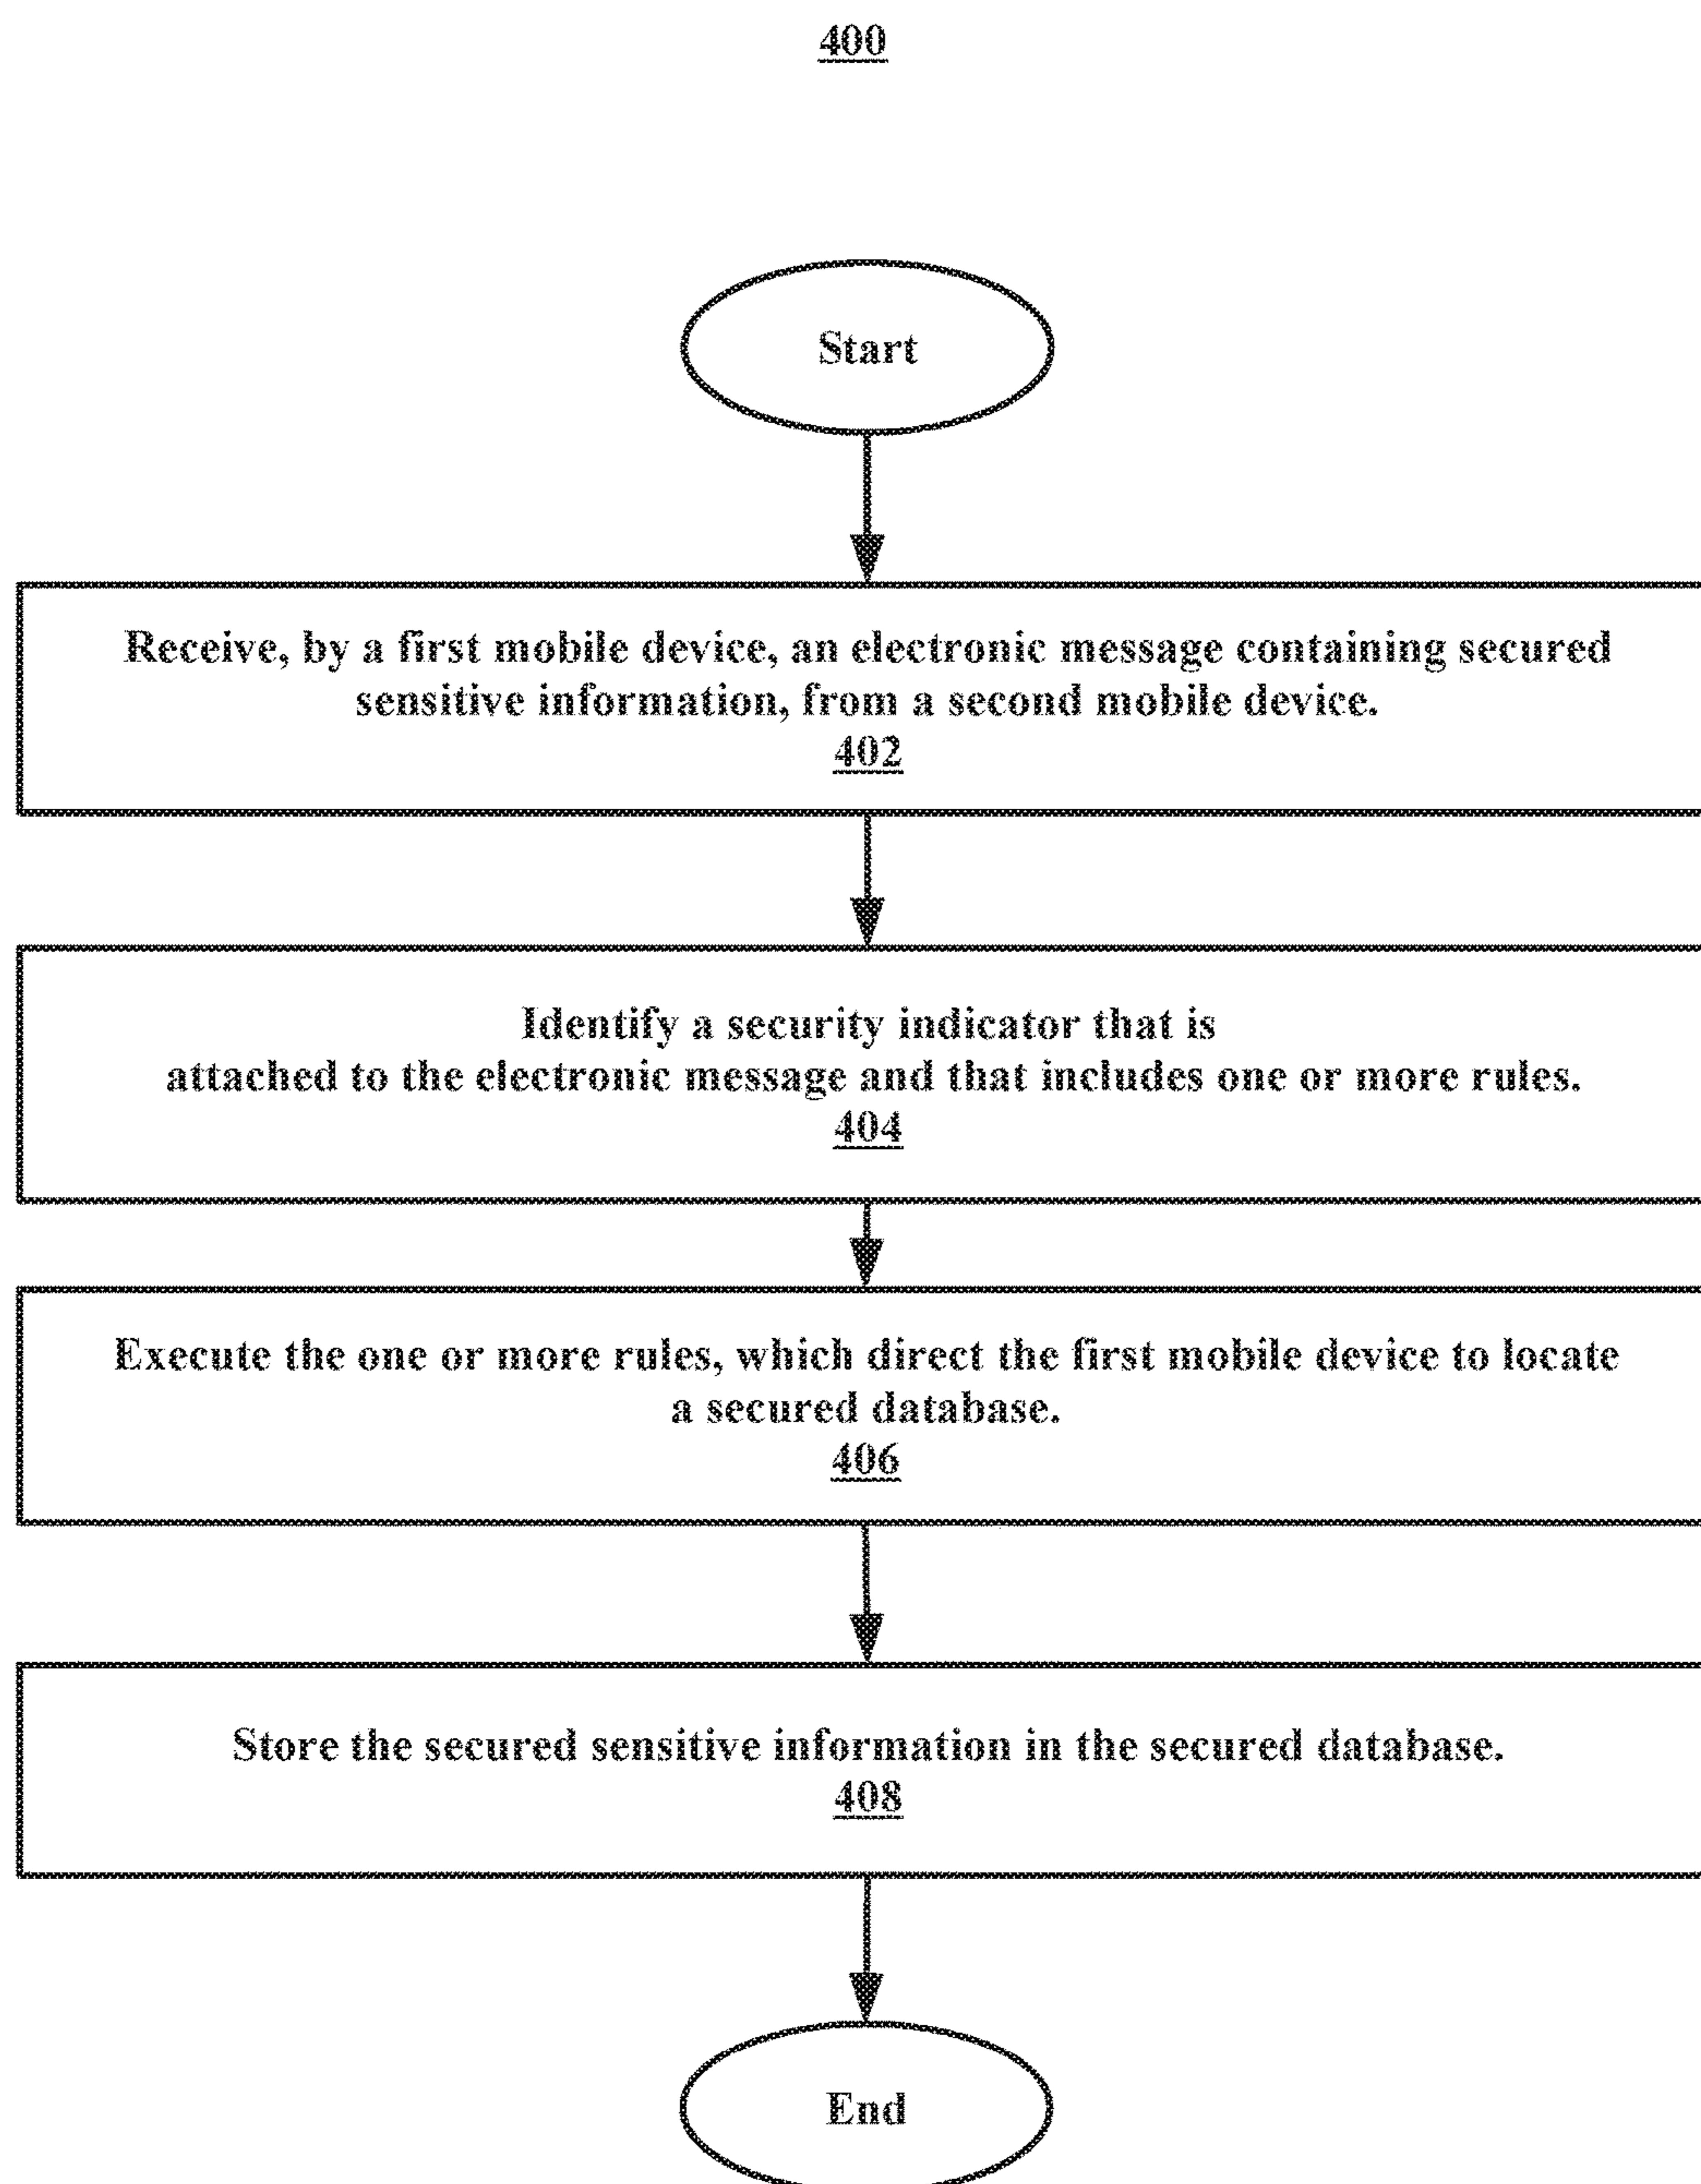 400
Start
Receive, by a first mobile device, an electronic message containing secured
sensitive information, from a second mobile device.
402
Identify a security indicator that is
attached to the electronic message and that includes one or more rules.
404
Execute the one or more rules, which direct the first mobile device to locate
a secured database.
406
Store the secured sensitive information in the secured database.
408
End